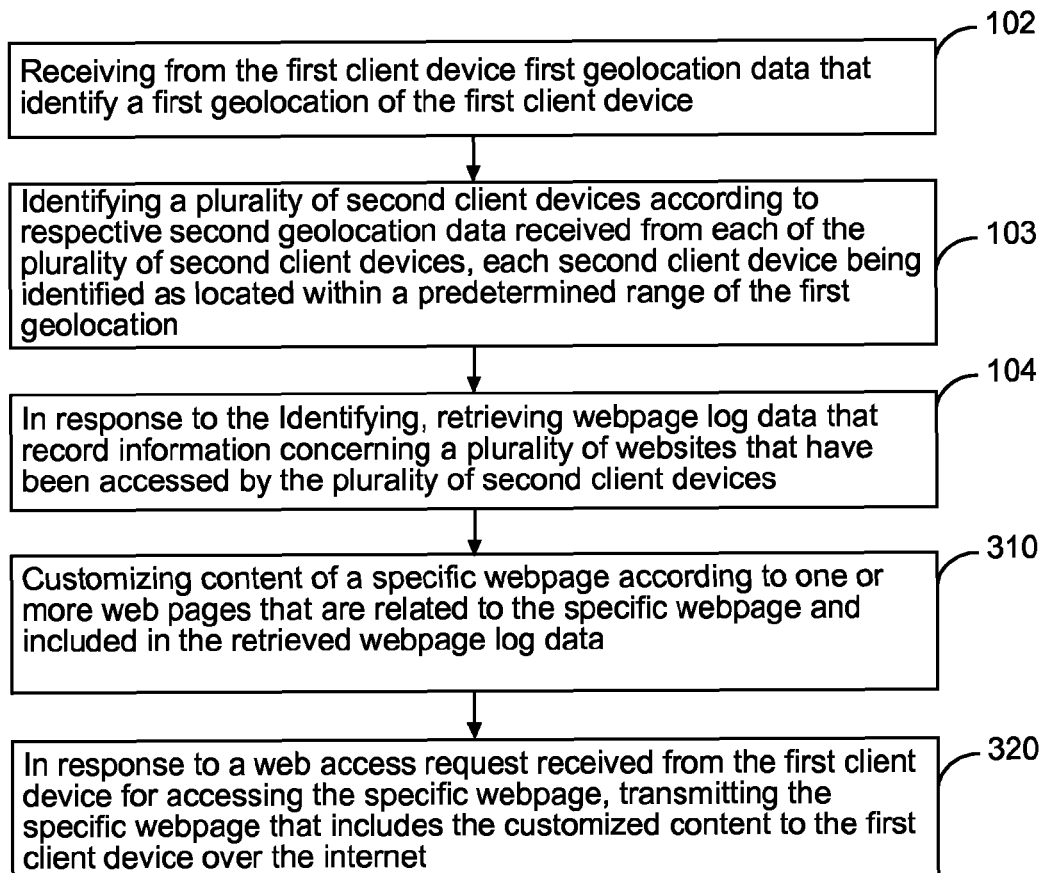 102
Receiving from the first client device first geolocation data that
identify a first geolocation of the first client device
Identifying a plurality of second client devices according to
respective second geolocation data received from each of the
plurality of second client devices, each second client device being
identified as located within a predetermined range of the first
geolocation
103
104
In response to the Identifying, retrieving webpage log data that
record information concerning a plurality of websites that have
been accessed by the plurality of second client devices
310
Customizing content of a specific webpage according to one or
more web pages that are related to the specific webpage and
included in the retrieved webpage log data
320
In response to a web access request received from the first client
device for accessing the specific webpage, transmitting the
specific webpage that includes the customized content to the first
client device over the internet